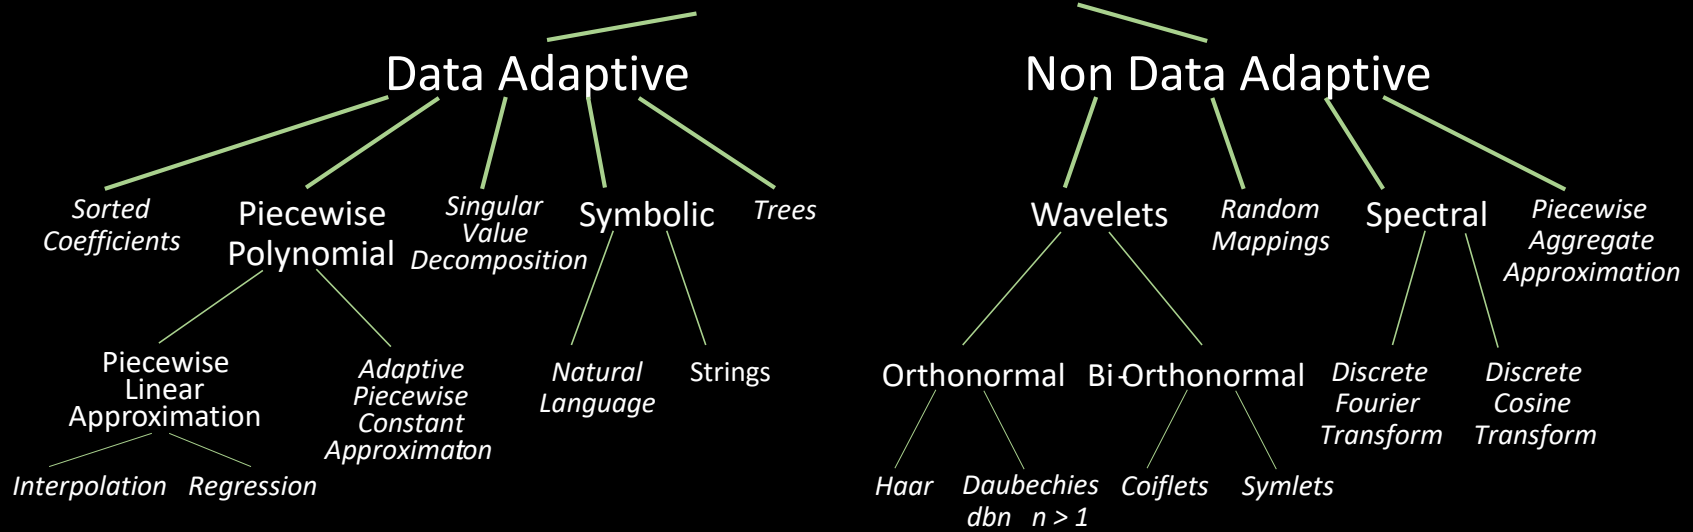 Data Adaptive
Non Data Adaptive
Sorted
Coefficients
Piecewise
Polynomial
Singular
Value
Decomposition
Symbolic
Trees
Wavelets
Random
Mappings
Spectral
Piecewise
Aggregate
Approximation
Piecewise
Linear
Approximation
Adaptive
Piecewise
Constant
Approximaton
Natural
Language
Strings
Orthonormal
Bi-Orthonormal
Discrete
Fourier
Transform
Discrete
Cosine
Transform
Interpolation
Regression
Haar
Daubechies
dbn n > 1
Coiflets
Symlets